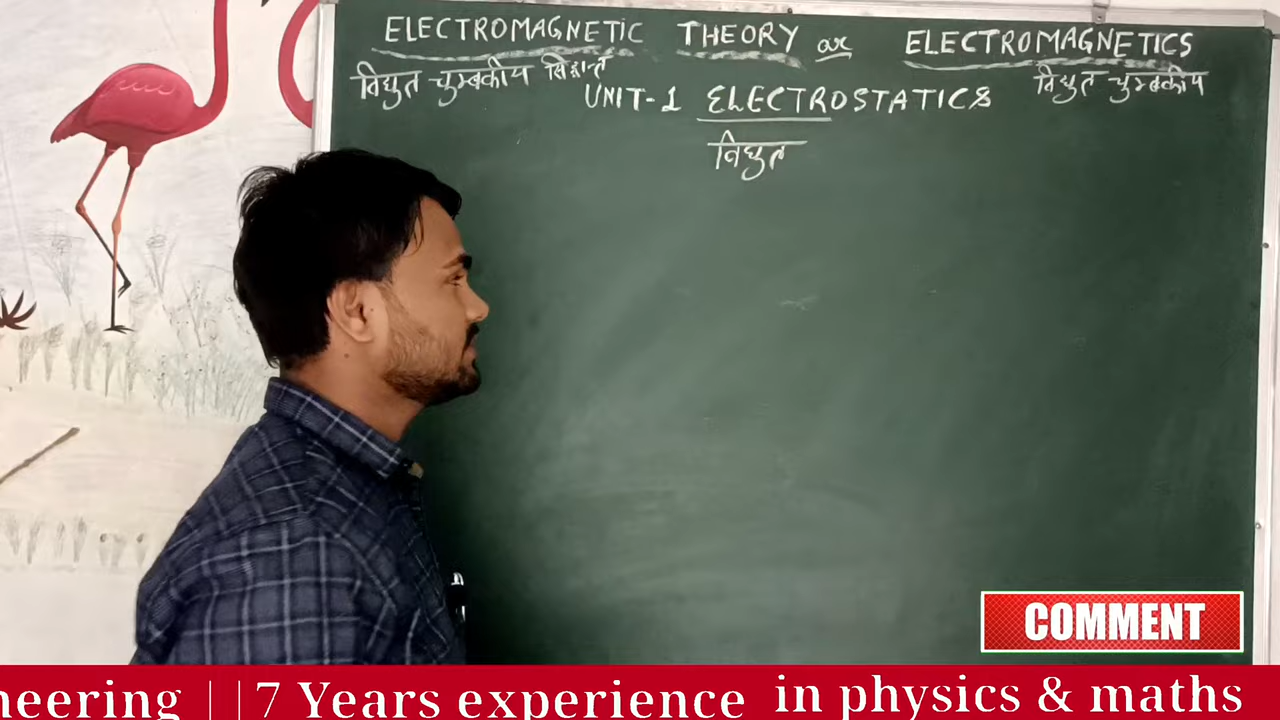 ELECTROMAGNETIC THEORY or ELECTROMAGNETICS
विद्युत चुम्बकीय सिद्धान्त विद्युत चुम्बकीय
UNIT-1 ELECTROSTATICS
विद्युत
COMMENT
neering ||7 Years experience in physics & maths